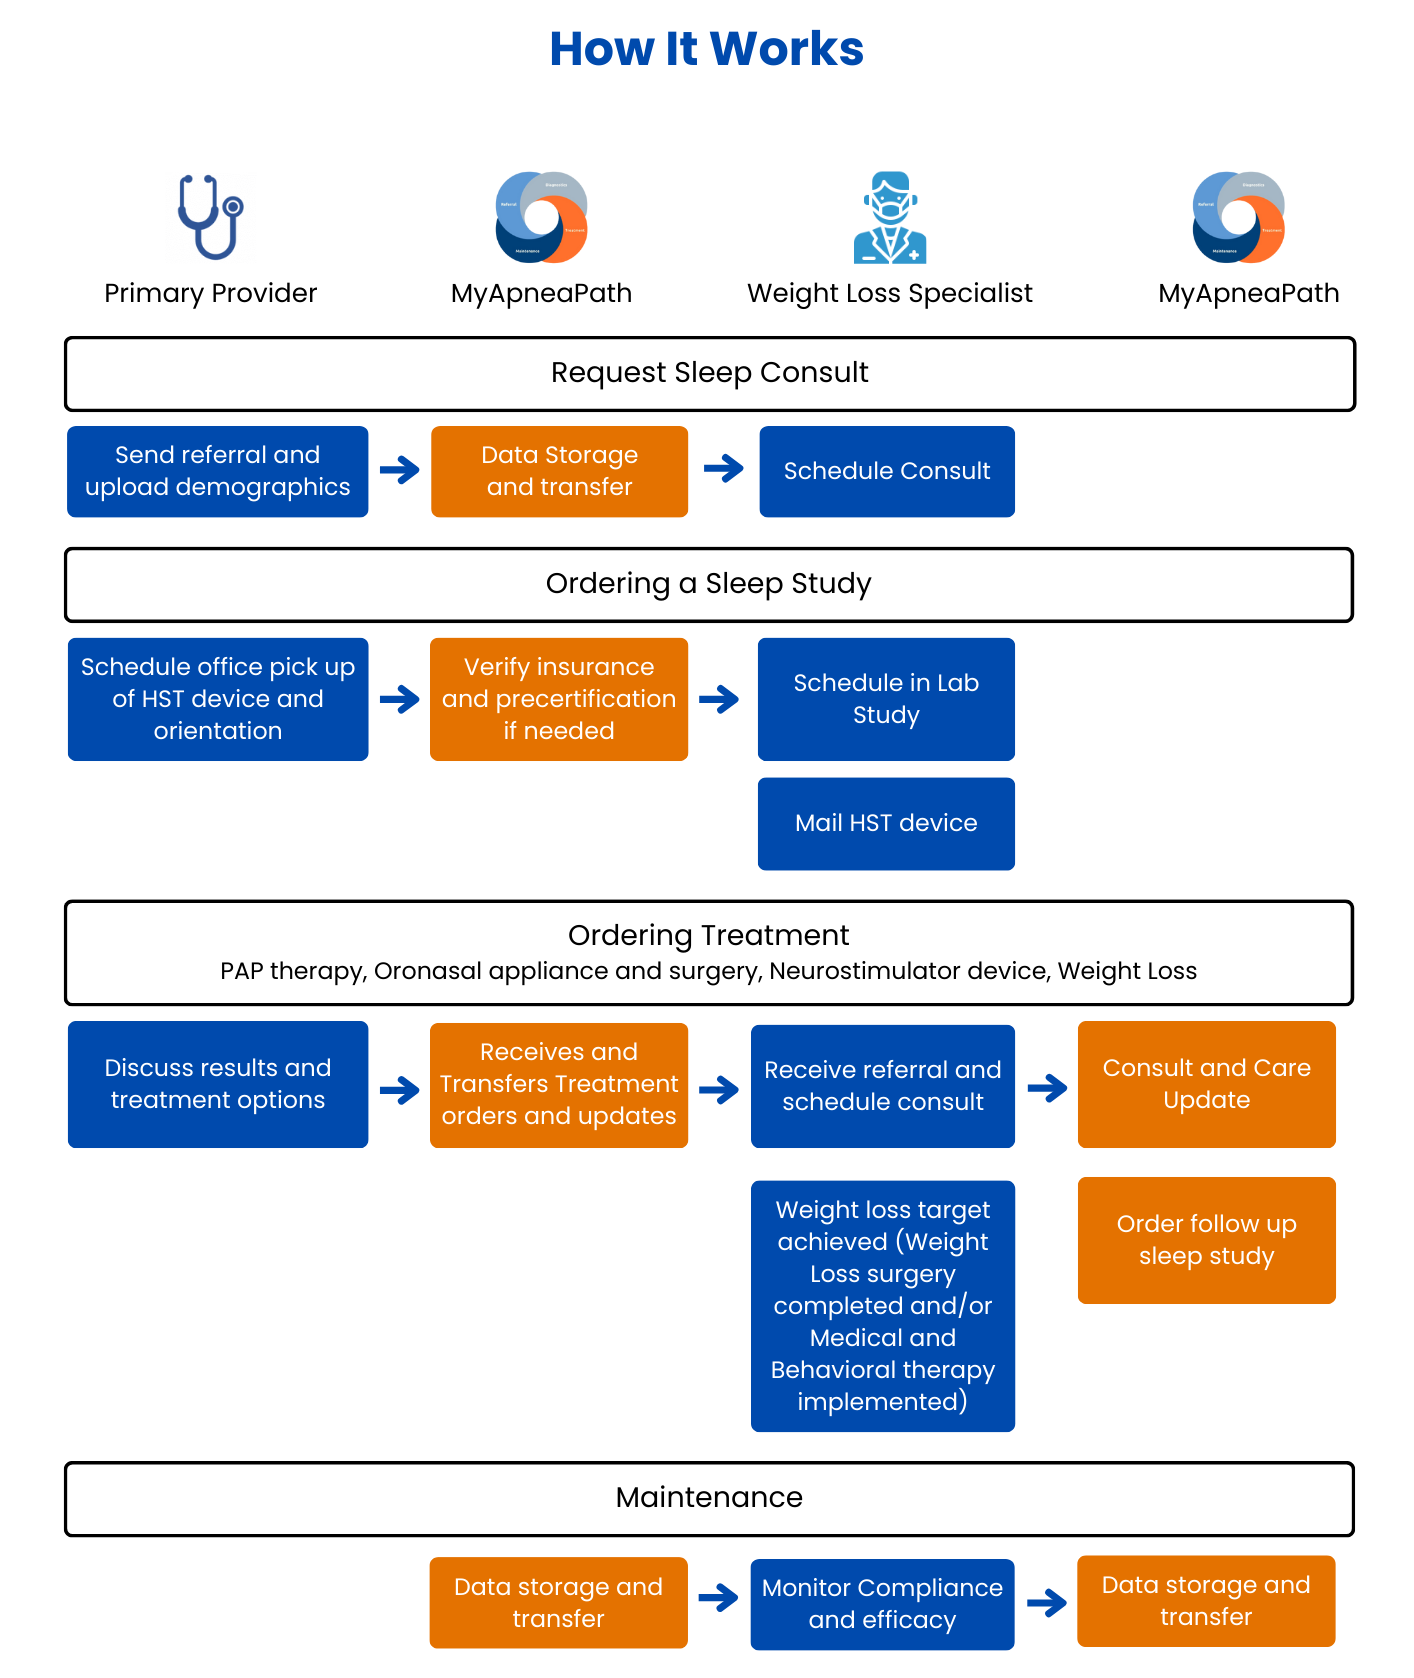 How It Works
Diagnostics
Referral
Treatment
Maintenance
Diagnostics
Referral
Treatment
Maintenance
Primary Provider
MyApneaPath
Weight Loss Specialist
MyApneaPath
Request Sleep Consult
Send referral and
upload demographics
Data Storage
and transfer
Schedule Consult
Ordering a Sleep Study
Schedule office pick up
of HST device and
orientation
Verify insurance
and precertification
if needed
Schedule in Lab
Study
Mail HST device
Ordering Treatment
PAP therapy, Oronasal appliance and surgery, Neurostimulator device, Weight Loss
Discuss results and
treatment options
Receives and
Transfers Treatment
orders and updates
Receive referral and
schedule consult
Consult and Care
Update
Weight loss target
achieved (Weight
Loss surgery
completed and/or
Medical and
Behavioral therapy
implemented)
Order follow up
sleep study
Maintenance
Data storage and
transfer
Monitor Compliance
and efficacy
Data storage and
transfer